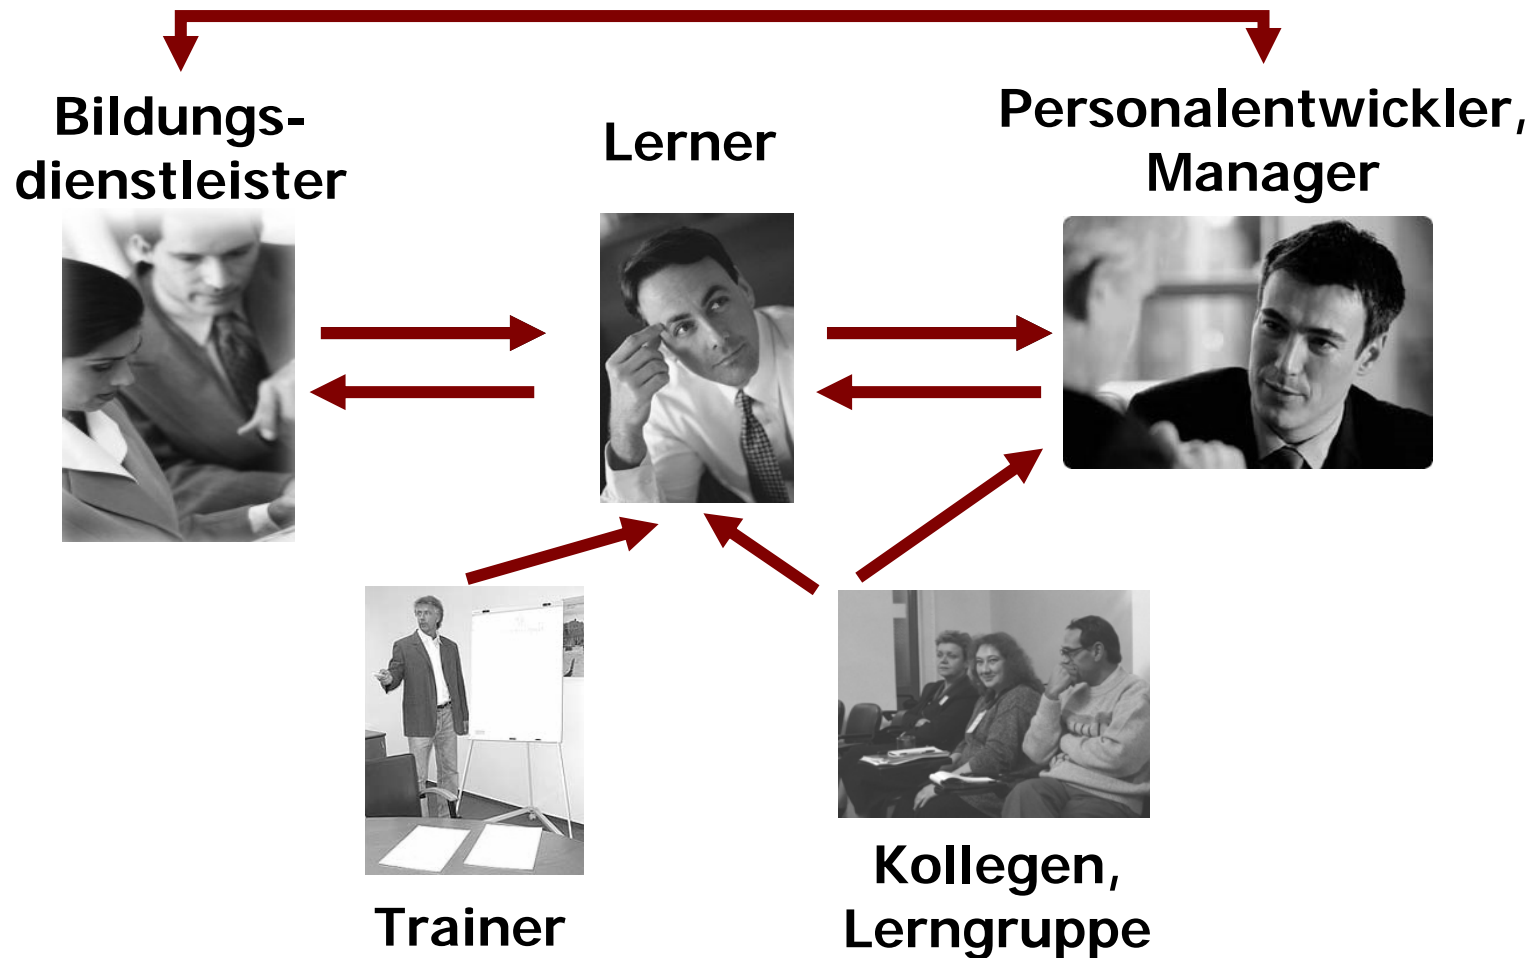 Bildungs-
dienstleister
Lerner
Personalentwickler,
Manager
Trainer
Kollegen,
Lerngruppe